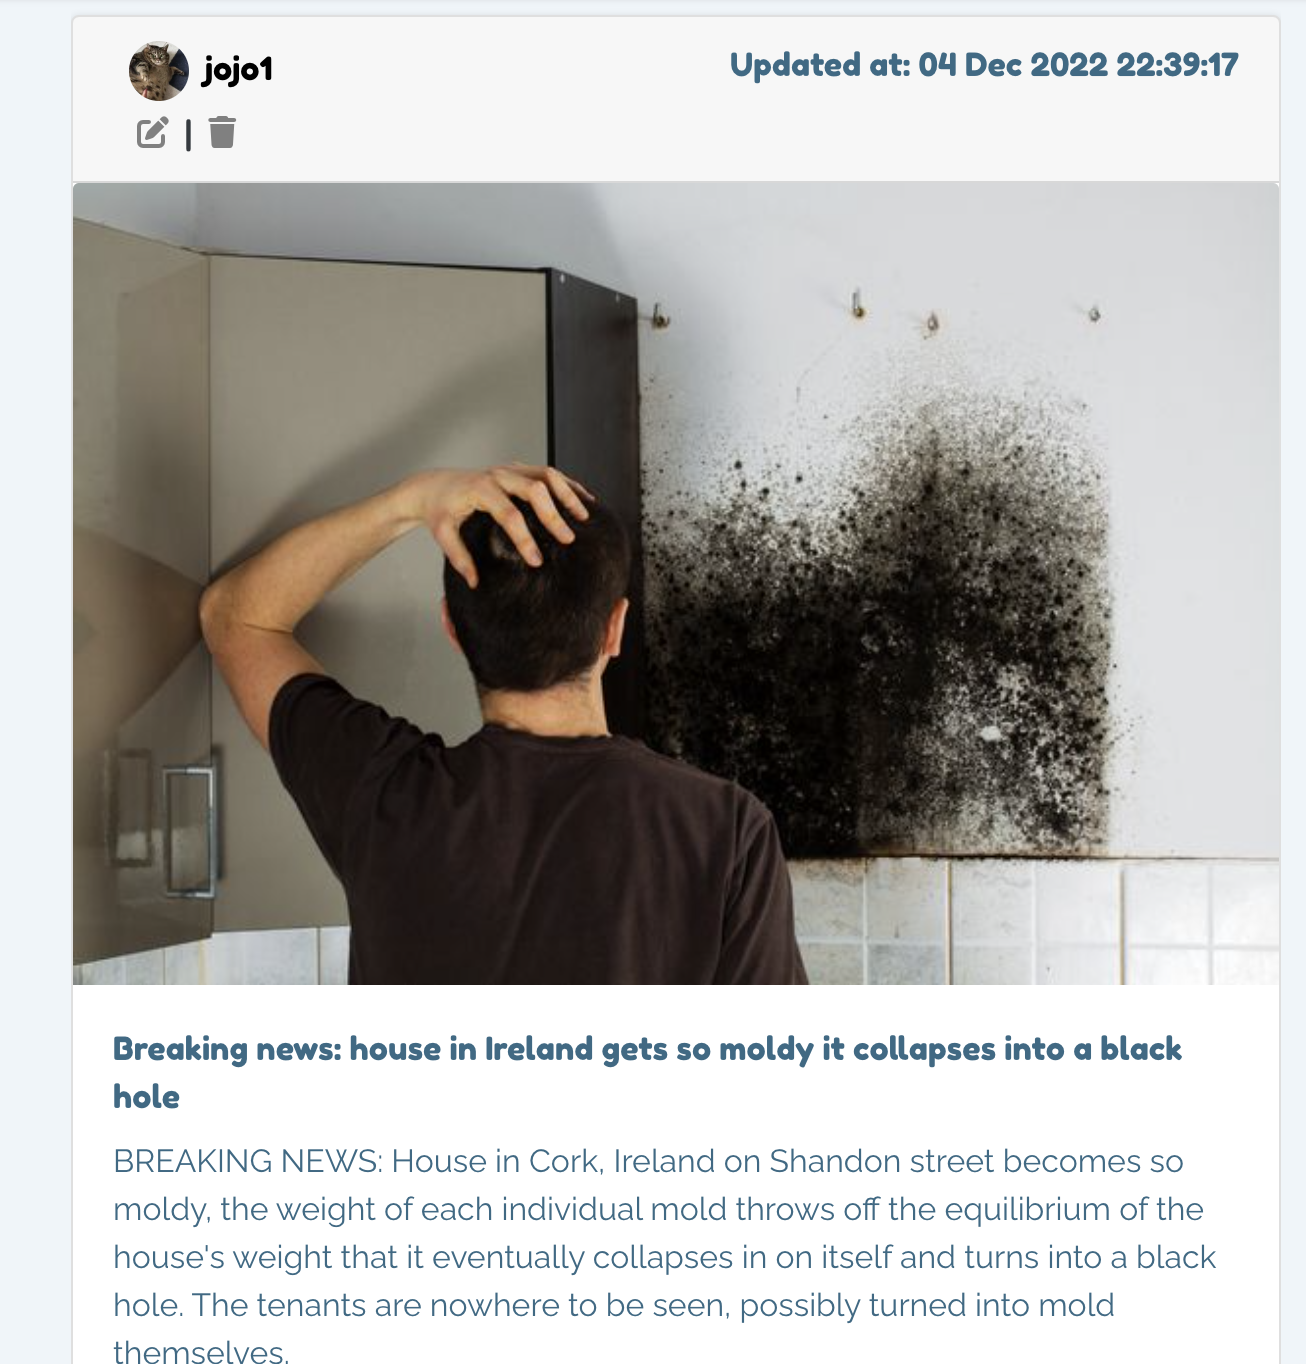 jojo1
Updated at: 04 Dec 2022 22:39:17
|
Breaking news: house in Ireland gets so moldy it collapses into a black
hole
BREAKING NEWS: House in Cork, Ireland on Shandon street becomes so
moldy, the weight of each individual mold throws off the equilibrium of the
house's weight that it eventually collapses in on itself and turns into a black
hole. The tenants are nowhere to be seen, possibly turned into mold
themselves.